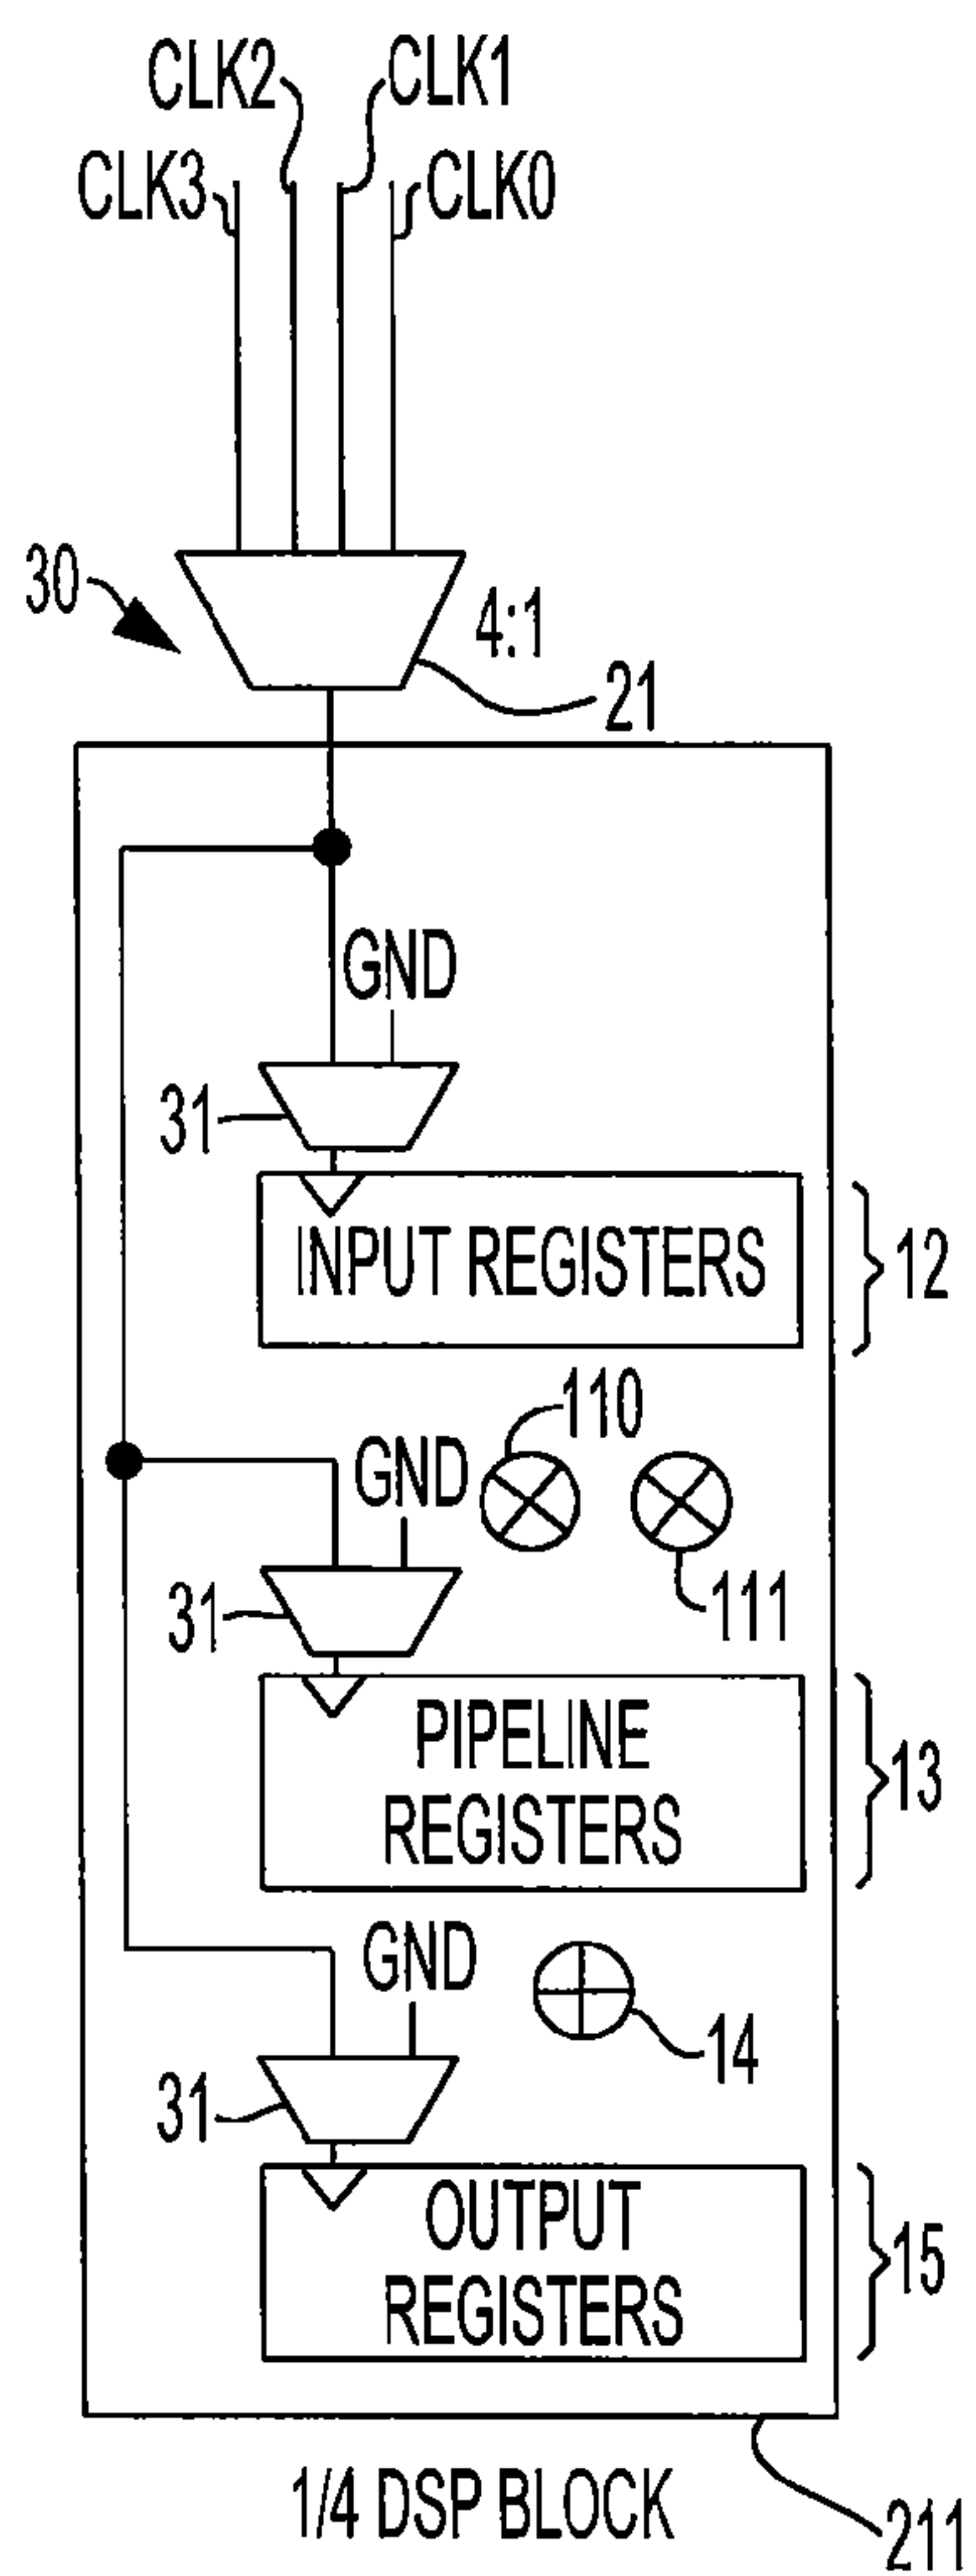 CLK2 CLK1
CLK3 CLK0
30
4:1
21
GND
31
INPUT REGISTERS
12
110
GND
31
111
PIPELINE
REGISTERS
13
GND
14
31
OUTPUT
REGISTERS
15
1/4 DSP BLOCK
211